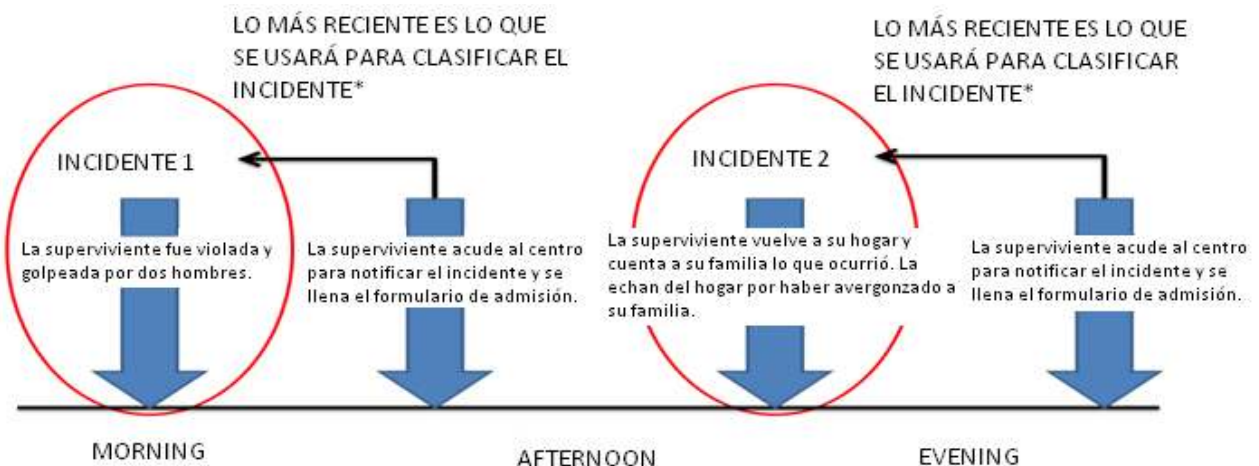 LO MÁS RECIENTE ES LO QUE
SE USARÁ PARA CLASIFICAR EL
INCIDENTE*
LO MÁS RECIENTE ES LO QUE
SE USARÁ PARA CLASIFICAR
EL INCIDENTE*
INCIDENTE 1
La superviviente fue violada y
golpeada por dos hombres.
La superviviente acude al centro
para notificar el incidente y se
llena el formulario de admisión.
INCIDENTE 2
La superviviente vuelve a su hogar y
cuenta a su familia lo que ocurrió. La
echan del hogar por haber avergonzado a
su familia.
La superviviente acude al centro
para notificar el incidente y se
llena el formulario de admisión.
MORNING
AFTERNOON
EVENING